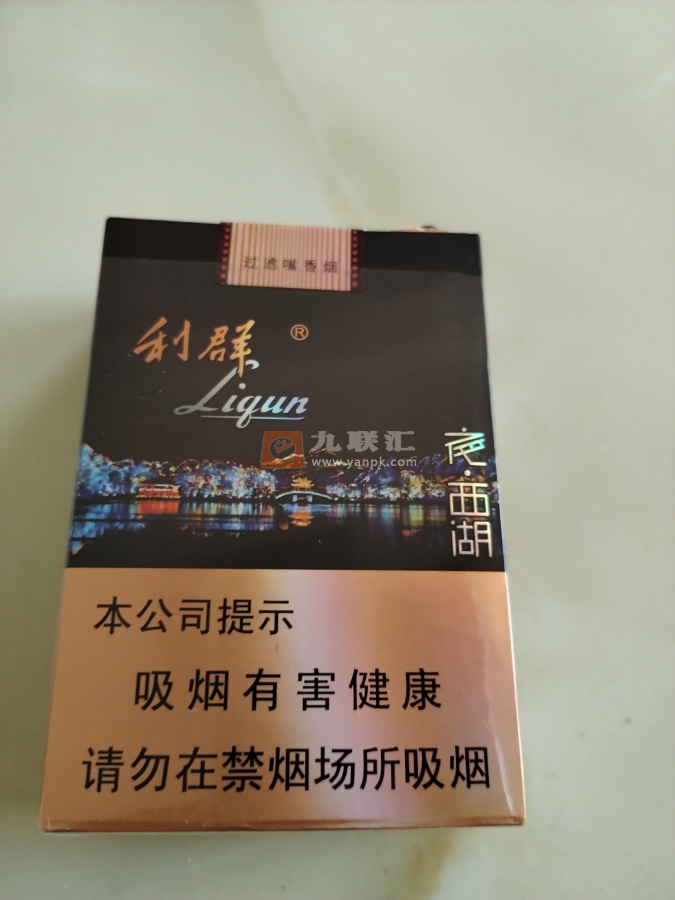 过滤嘴香烟
利群®
Liqun
九联汇
www.yanpk.com
夜·西湖
本公司提示
吸烟有害健康
请勿在禁烟场所吸烟